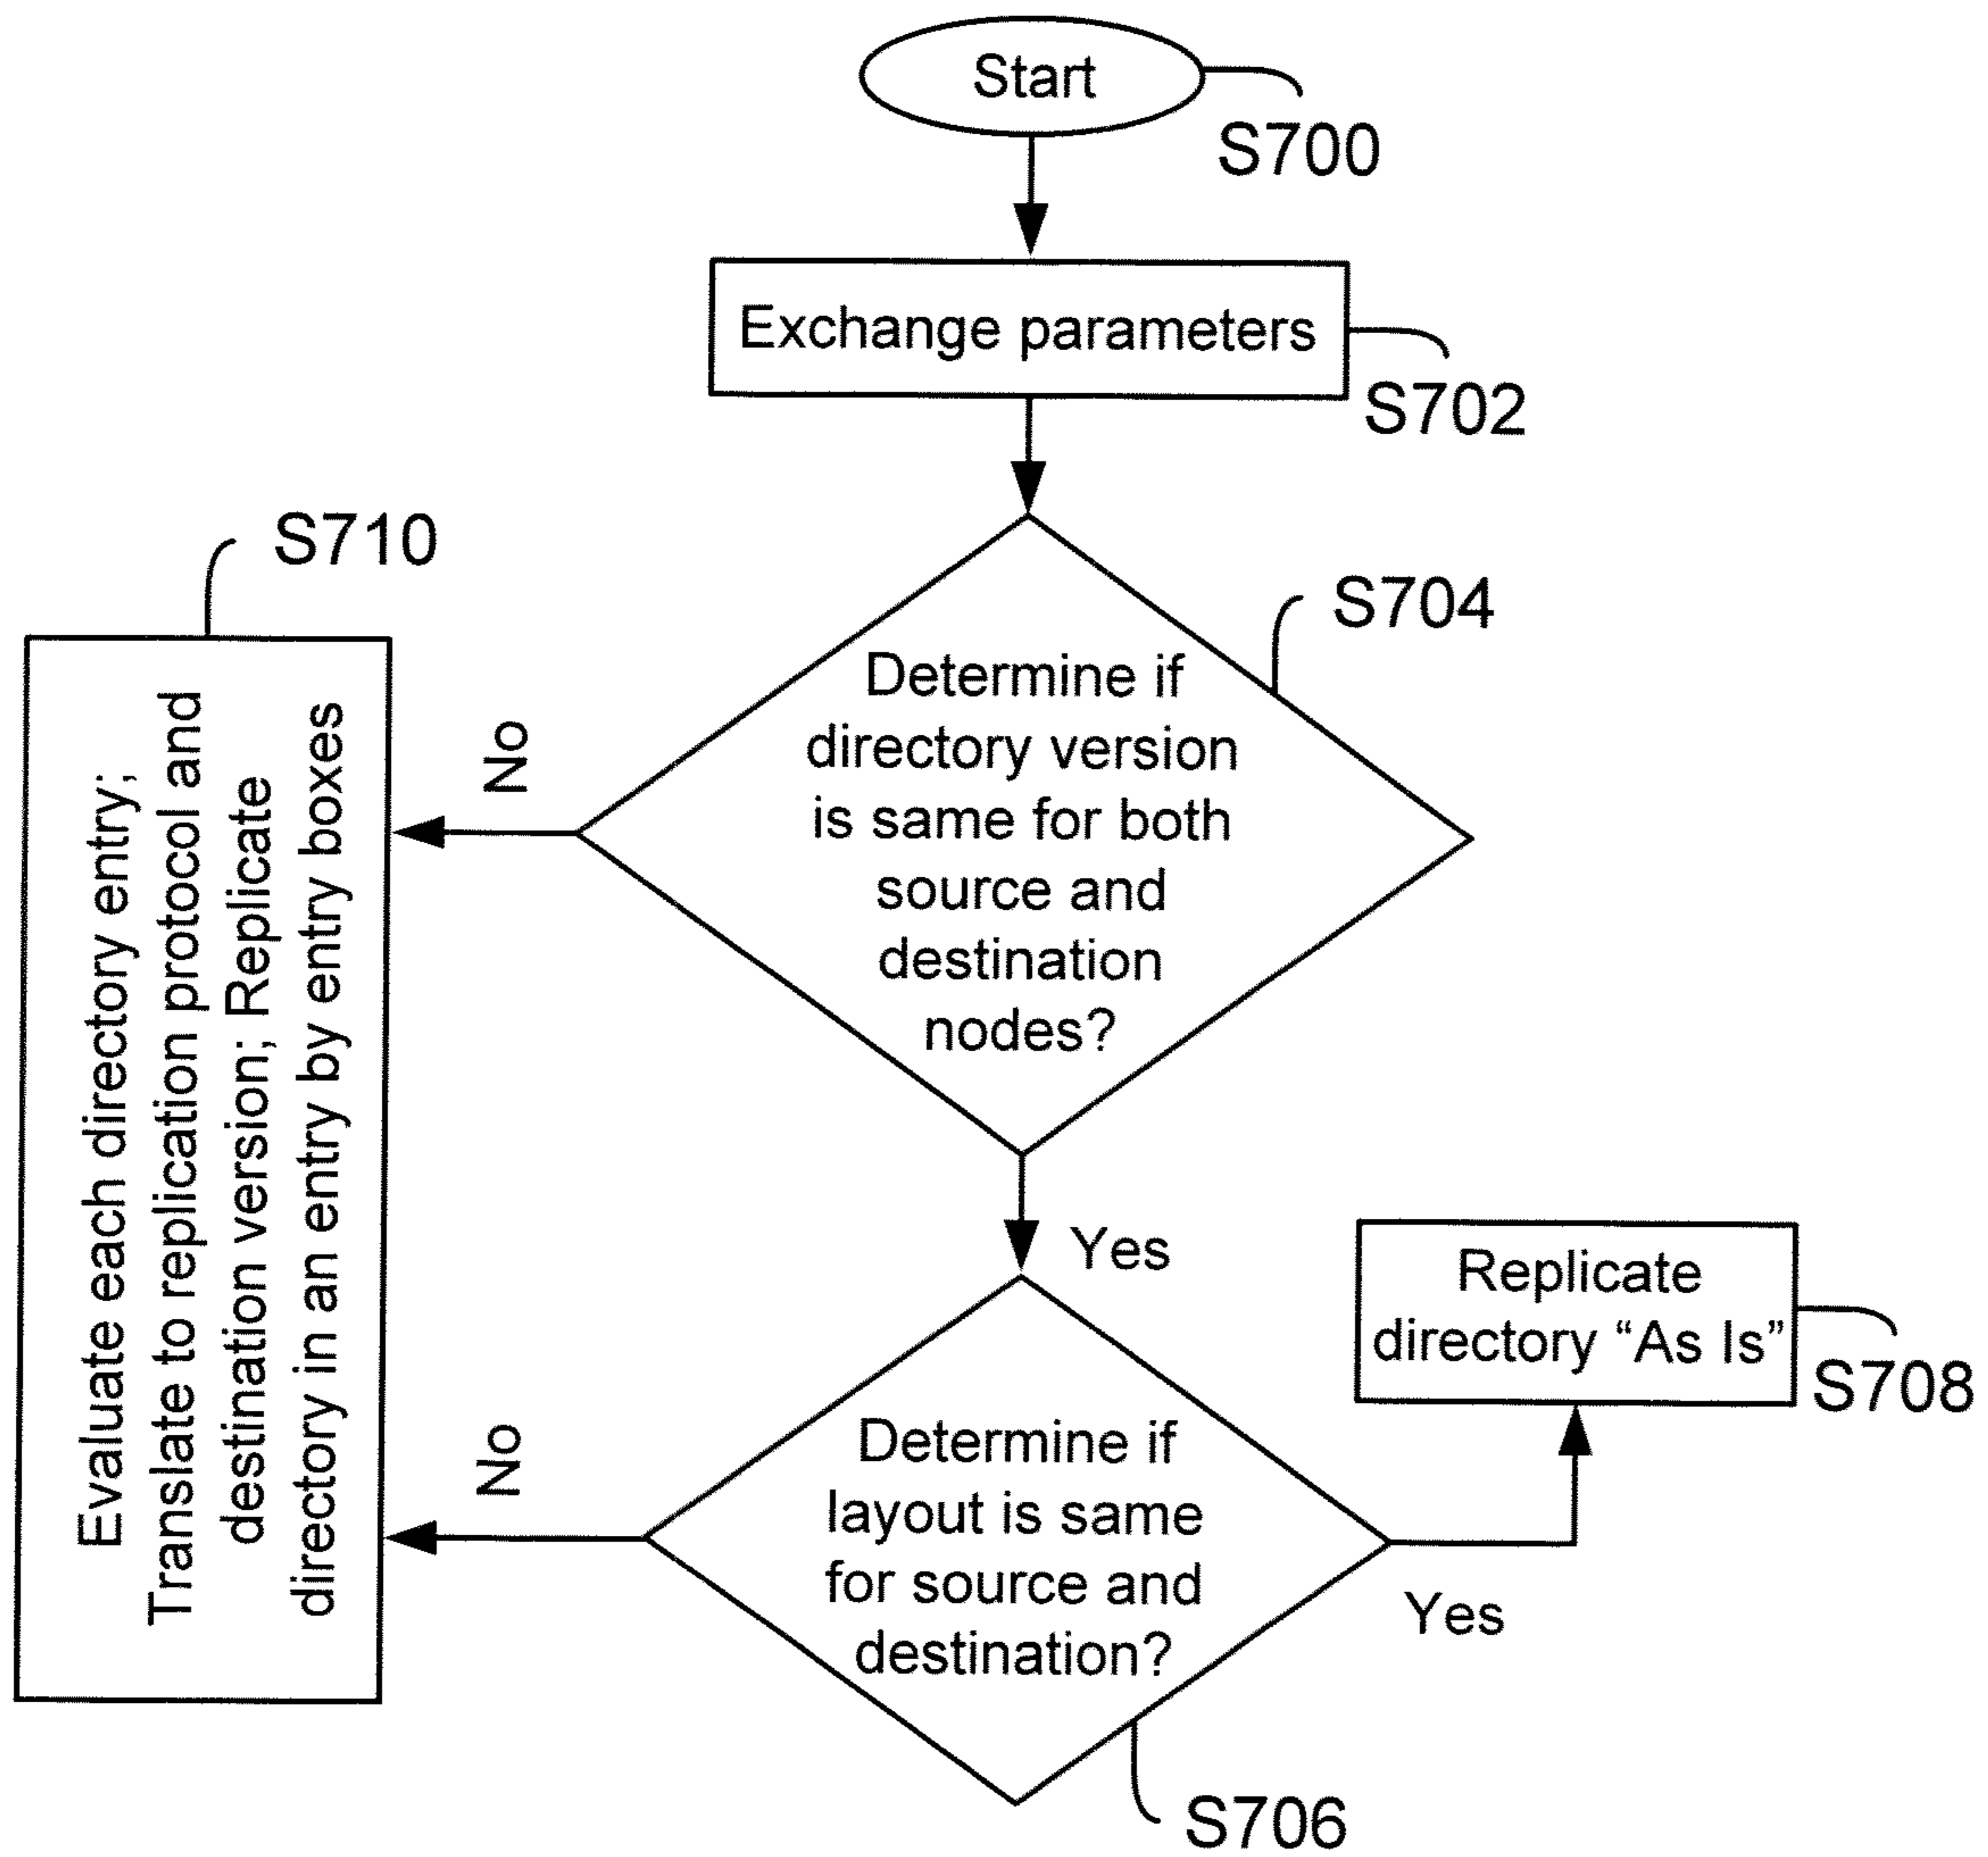 Start
S700
Exchange parameters
S702
S710
S704
Determine if
directory version
is same for both
source and
destination
nodes?
No
Evaluate each directory entry;
Translate to replication protocol and
destination version; Replicate
directory in an entry by entry boxes
Yes
Replicate
directory “As Is”
S708
Determine if
layout is same
for source and
destination?
No
Yes
S706